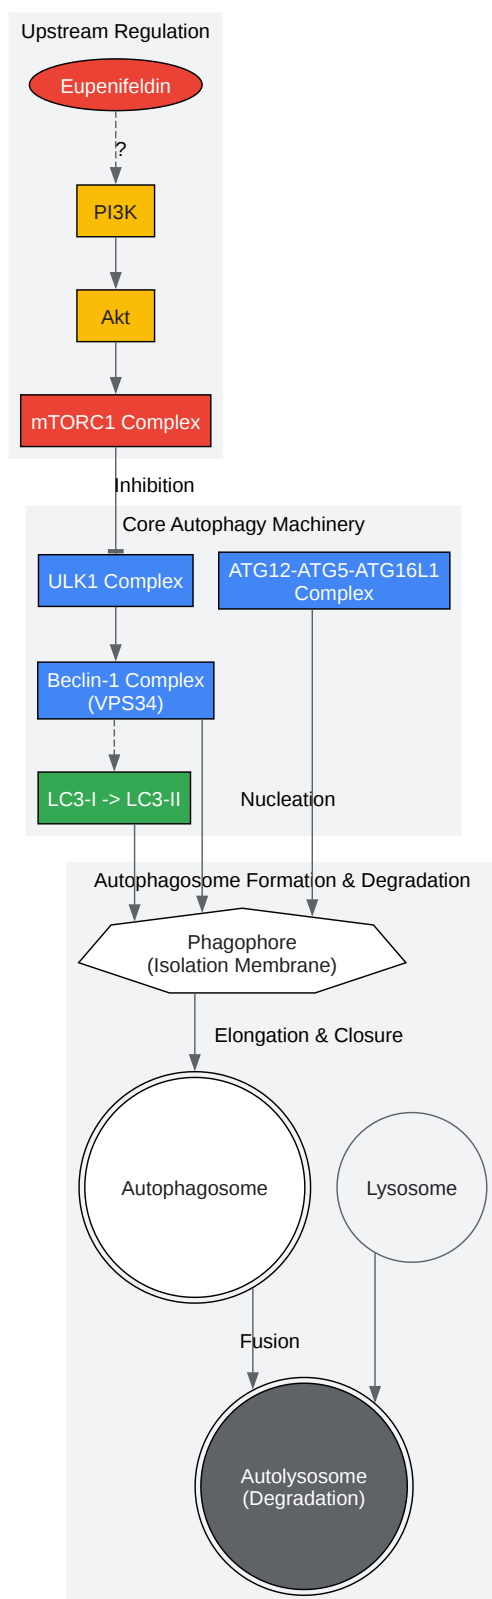 Upstream Regulation
Eupenifeldin
?
PI3K
Akt
mTORC1 Complex
Inhibition
Core Autophagy Machinery
ULK1 Complex
ATG12-ATG5-ATG16L1
Complex
Beclin-1 Complex
(VPS34)
LC3-I -> LC3-II
Nucleation
Autophagosome Formation & Degradation
Phagophore
(Isolation Membrane)
Elongation & Closure
Autophagosome
Lysosome
Fusion
Autolysosome
(Degradation)